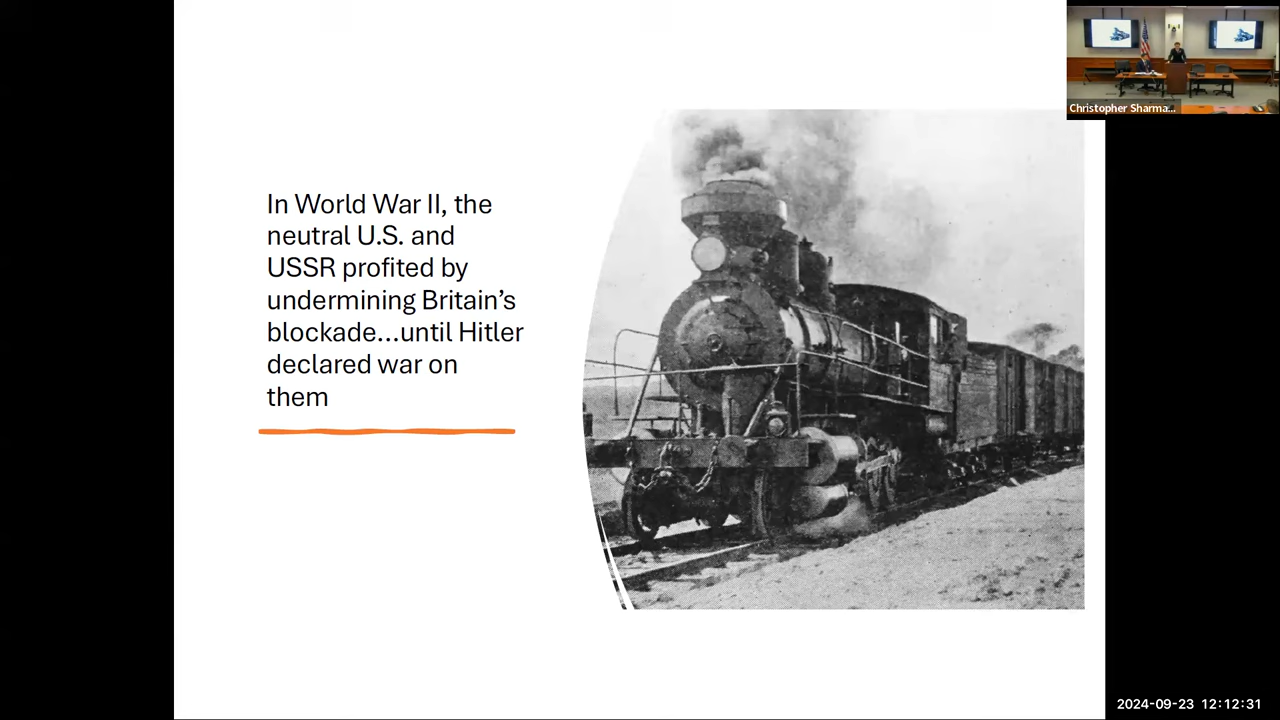 In World War II, the
neutral U.S. and
USSR profited by
undermining Britain’s
blockade…until Hitler
declared war on
them
Christopher Sharma...
2024-09-23 12:12:31